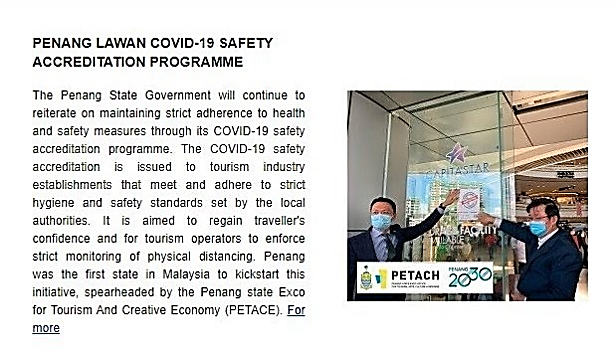 PENANG LAWAN COVID-19 SAFETY
ACCREDITATION PROGRAMME
The Penang State Government will continue to
reiterate on maintaining strict adherence to health
and safety measures through its COVID-19 safety
accreditation programme. The COVID-19 safety
accreditation is issued to tourism industry
establishments that meet and adhere to strict
hygiene and safety standards set by the local
authorities. It is aimed to regain traveller's
confidence and for tourism operators to enforce
strict monitoring of physical distancing. Penang
was the first state in Malaysia to kickstart this
initiative, spearheaded by the Penang state Exco
for Tourism And Creative Economy (PETACE). For
more
CAPITASTAR
FACILITY
AILABLE
PETACH
PENANG
2030